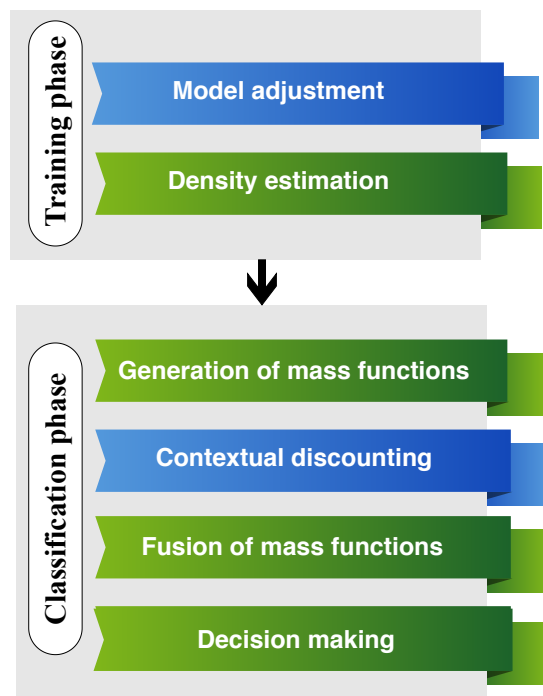 Training phase
Model adjustment
Density estimation
Classification phase
Generation of mass functions
Contextual discounting
Fusion of mass functions
Decision making